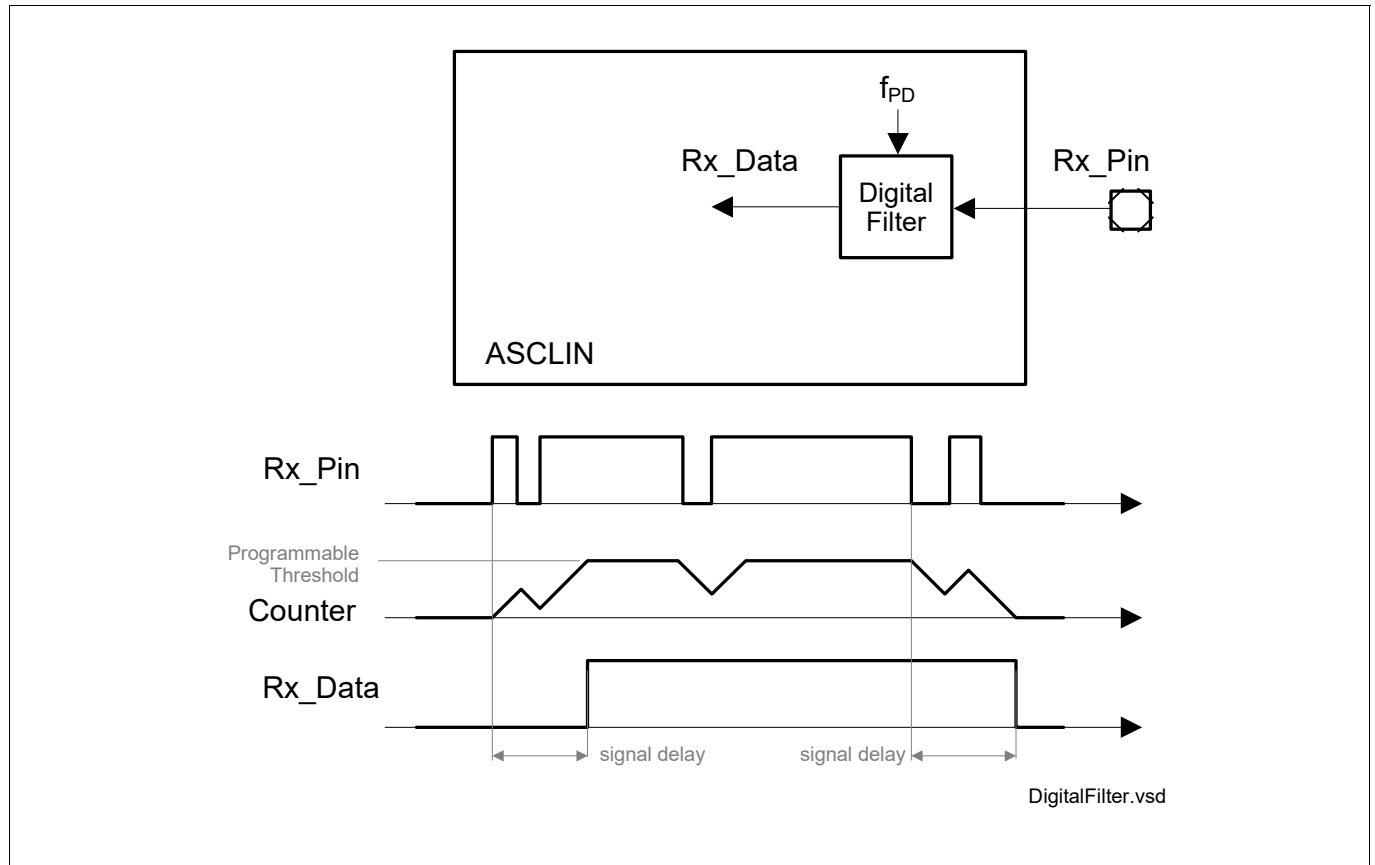 f_PD
Rx_Data
Rx_Pin
Digital
Filter
ASCLIN
Rx_Pin
Programmable
Threshold
Counter
Rx_Data
signal delay
signal delay
DigitalFilter.vsd